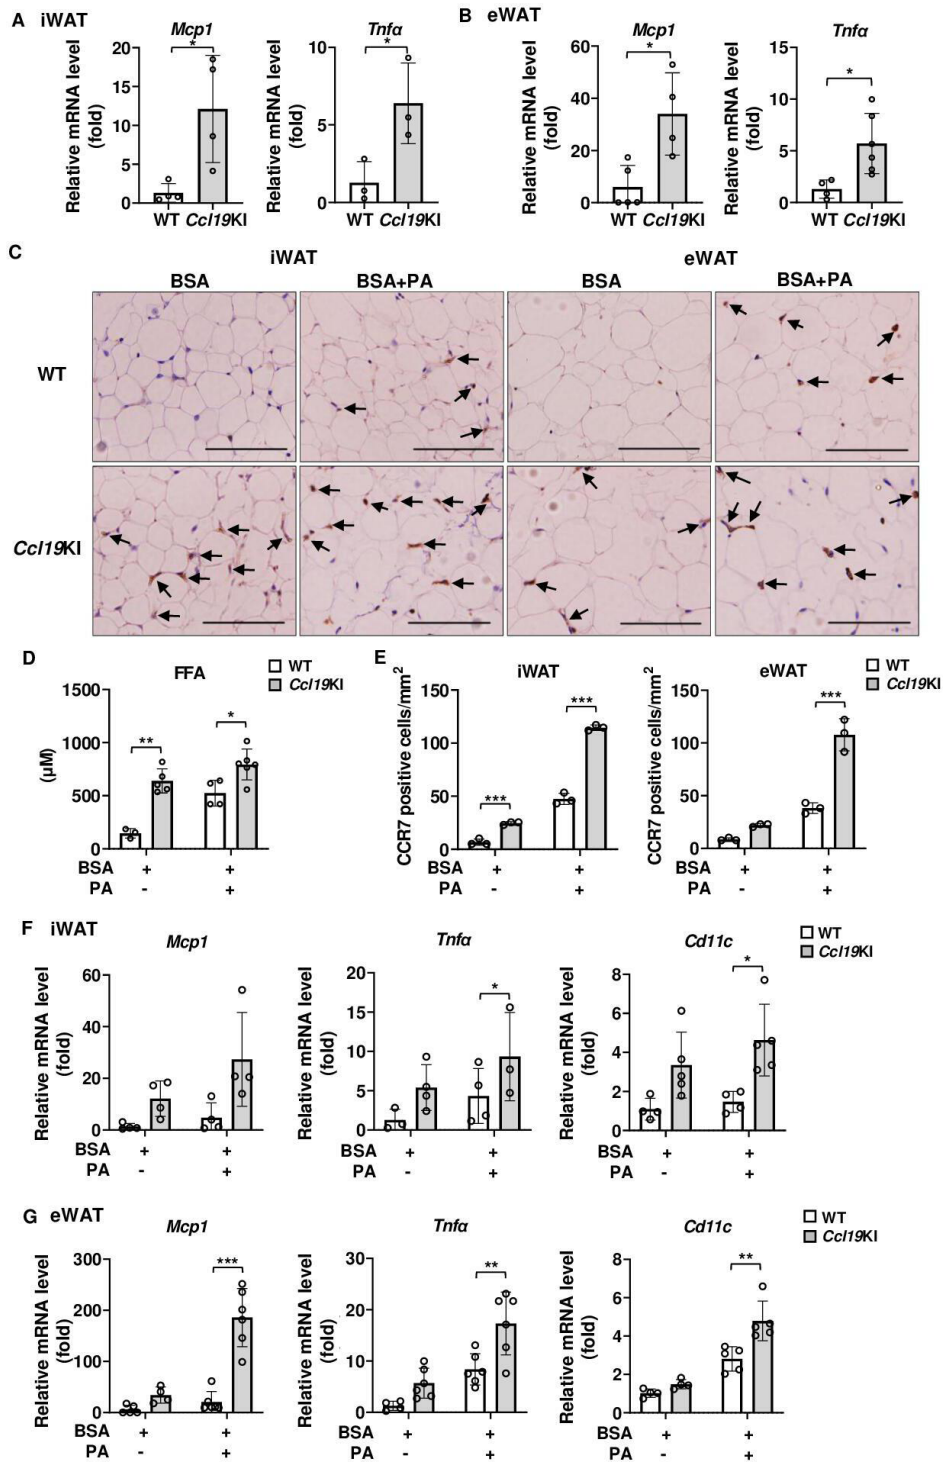 A iWAT
B eWAT
Mcp1
Tnfα
Mcp1
Tnfα
Relative mRNA level
(fold)
20
15
10
5
0
*
WT Ccl19KI
Relative mRNA level
(fold)
10
5
0
*
WT Ccl19KI
Relative mRNA level
(fold)
60
40
20
0
*
WT Ccl19KI
Relative mRNA level
(fold)
15
10
5
0
*
WT Ccl19KI
C
iWAT
eWAT
BSA
BSA+PA
BSA
BSA+PA
WT
Ccl19KI
D
FFA
WT
Ccl19KI
(µM)
1500
1000
500
0
**
*
BSA + +
PA - +
E
iWAT
CCR7 positive cells/mm2
150
100
50
0
***
***
BSA + +
PA - +
eWAT
WT
Ccl19KI
CCR7 positive cells/mm2
150
100
50
0
***
+ +
- +
F iWAT
WT
Ccl19KI
Mcp1
Relative mRNA level
(fold)
60
40
20
0
BSA + +
PA - +
Tnfα
Relative mRNA level
(fold)
20
15
10
5
0
*
BSA + +
PA - +
Cd11c
Relative mRNA level
(fold)
8
6
4
2
0
*
BSA + +
PA - +
G eWAT
WT
Ccl19KI
Mcp1
Relative mRNA level
(fold)
300
200
100
0
***
BSA + +
PA - +
Tnfα
Relative mRNA level
(fold)
30
20
10
0
**
BSA + +
PA - +
Cd11c
Relative mRNA level
(fold)
8
6
4
2
0
**
BSA + +
PA - +